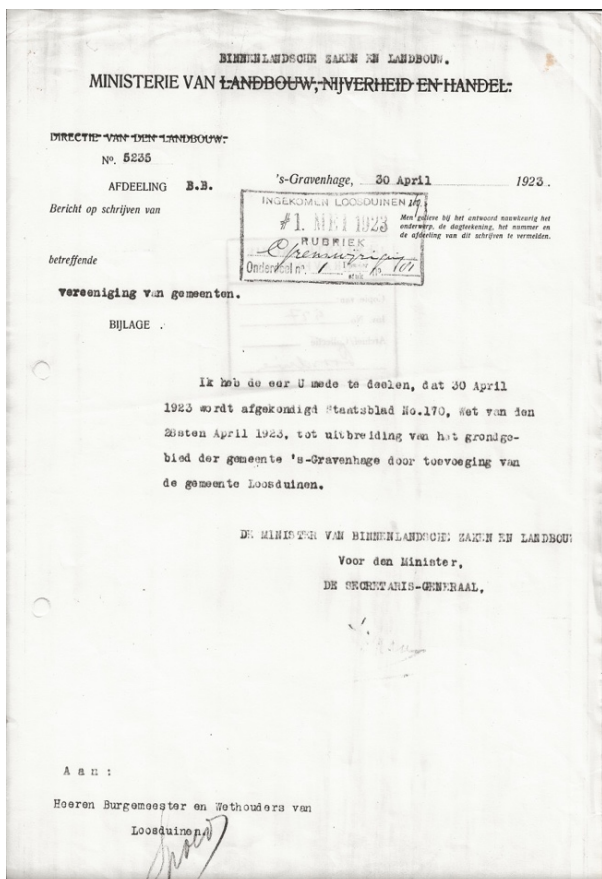 BINNENLANDSCHE ZAKEN EN LANDBOUW.
MINISTERIE VAN LANDBOUW, NIJVERHEID EN HANDEL.
DIRECTIE VAN DEN LANDBOUW.
No. 5235
AFDEELING B.B.
's-Gravenhage, 30 April 1923.
Bericht op schrijven van
INGEKOMEN LOOSDUINEN
1. MEI 1923
RUBRIEK
Onderdeel no. 1
Men gelieve bij het antwoord nauwkeurig het
onderwerp, de dagteekening, het nummer en
de afdeeling van dit schrijven te vermelden.
betreffende
vereeniging van gemeenten.
BIJLAGE .
Ik heb de eer U mede te deelen, dat 30 April
1923 wordt afgekondigd Staatsblad No.170, Wet van den
28sten April 1923, tot uitbreiding van het grondge-
bied der gemeente 's-Gravenhage door toevoeging van
de gemeente Loosduinen.
DE MINISTER VAN BINNENLANDSCHE ZAKEN EN LANDBOUW
Voor den Minister,
DE SECRETARIS-GENERAAL,
Aan:
Heeren Burgemeester en Wethouders van
Loosduinen.